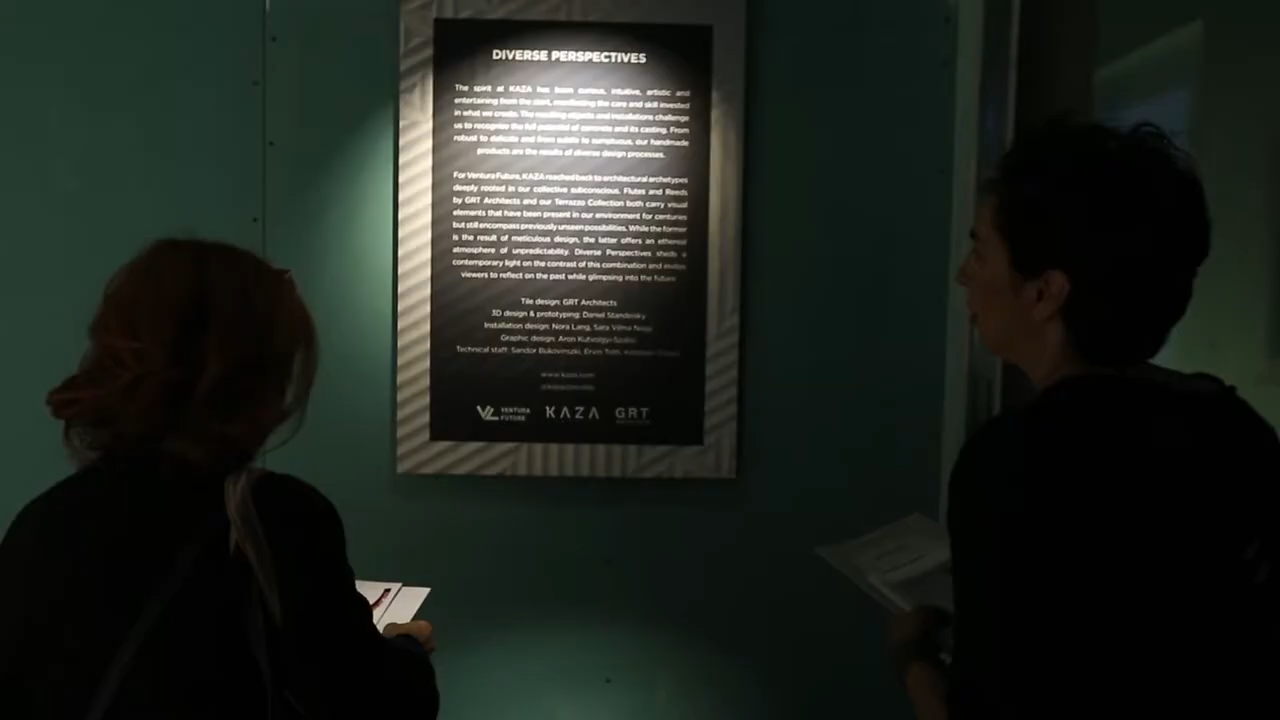 DIVERSE PERSPECTIVES
The spirit at KAZA has been curious, intuitive, artistic and
entertaining from the start, manifesting the care and skill invested
in what we create. The resulting objects and installations challenge
us to recognize the full potential of concrete and its casting. From
robust to delicate and from subtle to sumptuous, our handmade
products are the results of diverse design processes.
For Ventura Future, KAZA reached back to architectural archetypes
deeply rooted in our collective subconscious. Flutes and Reeds
by GRT Architects and our Terrazzo Collection both carry visual
elements that have been present in our environment for centuries
but still encompass previously unseen possibilities. While the former
is the result of meticulous design, the latter offers an ethereal
atmosphere of unpredictability. Diverse Perspectives sheds a
contemporary light on the contrast of this combination and invites
viewers to reflect on the past while glimpsing into the future
Tile design: GRT Architects
3D design & prototyping: Daniel Standeisky
Installation design: Nora Lang, Sara Vilma Nagy
Graphic design: Aron Kutvolgyi-Szabo
Technical staff: Sandor Bukovinszki, Ervin Toth,
www.kaza.com
VL VENTURA
FUTURE
KAZA
GRT